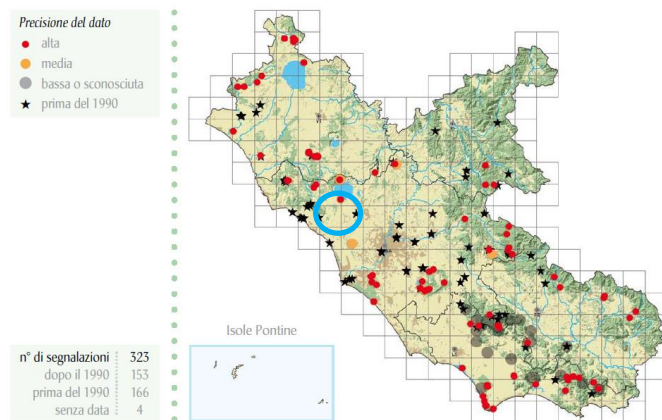 Precisione del dato
alta
media
bassa o sconosciuta
prima del 1990
Isole Pontine
n° di segnalazioni 323
dopo il 1990 153
prima del 1990 166
senza data 4